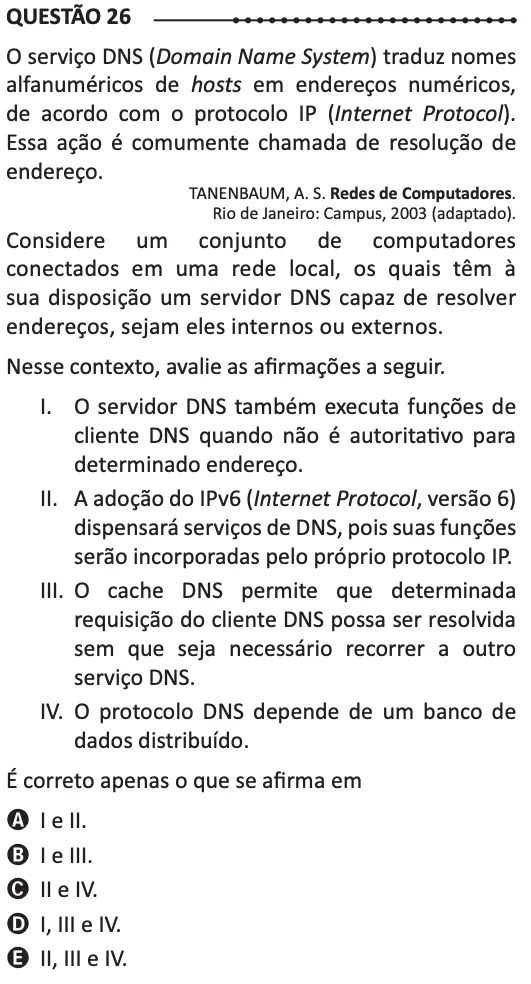 QUESTÃO 26
O serviço DNS (Domain Name System) traduz nomes
alfanuméricos de hosts em endereços numéricos,
de acordo com o protocolo IP (Internet Protocol).
Essa ação é comumente chamada de resolução de
endereço.
TANENBAUM, A. S. Redes de Computadores.
Rio de Janeiro: Campus, 2003 (adaptado).
Considere um conjunto de computadores
conectados em uma rede local, os quais têm à
sua disposição um servidor DNS capaz de resolver
endereços, sejam eles internos ou externos.
Nesse contexto, avalie as afirmações a seguir.
I. O servidor DNS também executa funções de
cliente DNS quando não é autoritativo para
determinado endereço.
II. A adoção do IPv6 (Internet Protocol, versão 6)
dispensará serviços de DNS, pois suas funções
serão incorporadas pelo próprio protocolo IP.
III. O cache DNS permite que determinada
requisição do cliente DNS possa ser resolvida
sem que seja necessário recorrer a outro
serviço DNS.
IV. O protocolo DNS depende de um banco de
dados distribuído.
É correto apenas o que se afirma em
A I e II.
B I e III.
C II e IV.
D I, III e IV.
E II, III e IV.